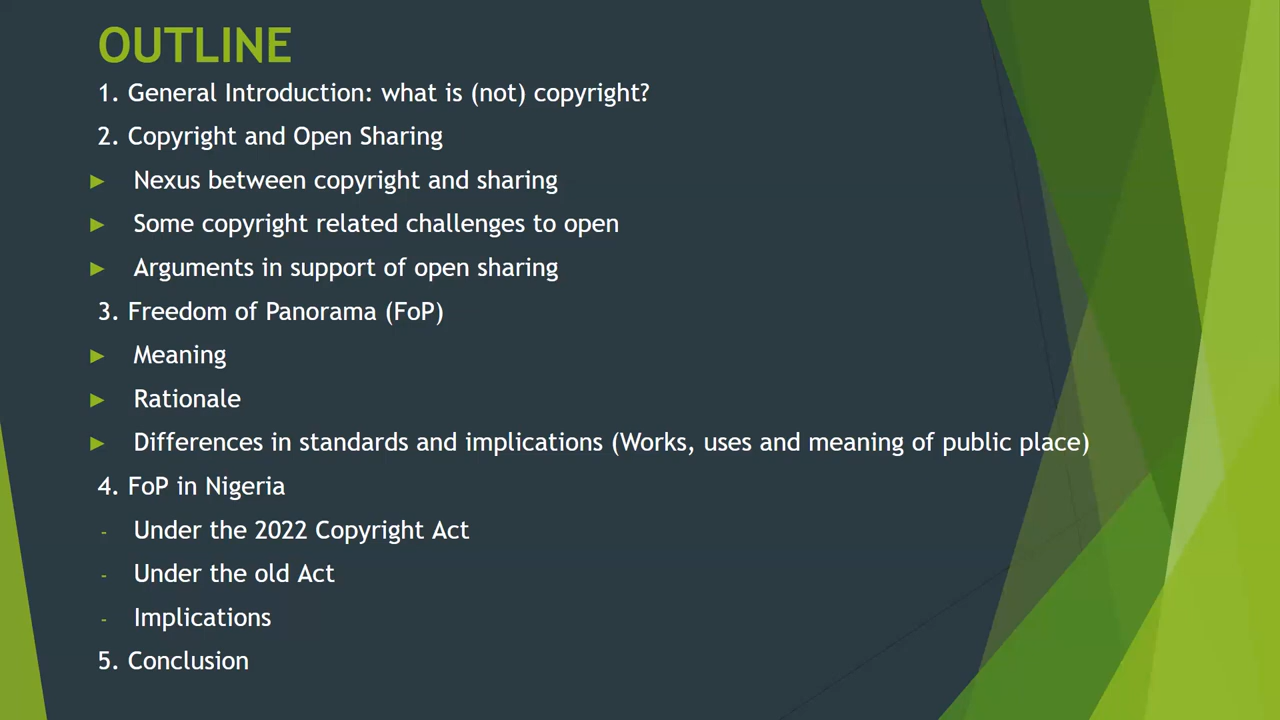 OUTLINE
1. General Introduction: what is (not) copyright?
2. Copyright and Open Sharing
Nexus between copyright and sharing
Some copyright related challenges to open
Arguments in support of open sharing
3. Freedom of Panorama (FoP)
Meaning
Rationale
Differences in standards and implications (Works, uses and meaning of public place)
4. FoP in Nigeria
- Under the 2022 Copyright Act
- Under the old Act
- Implications
5. Conclusion